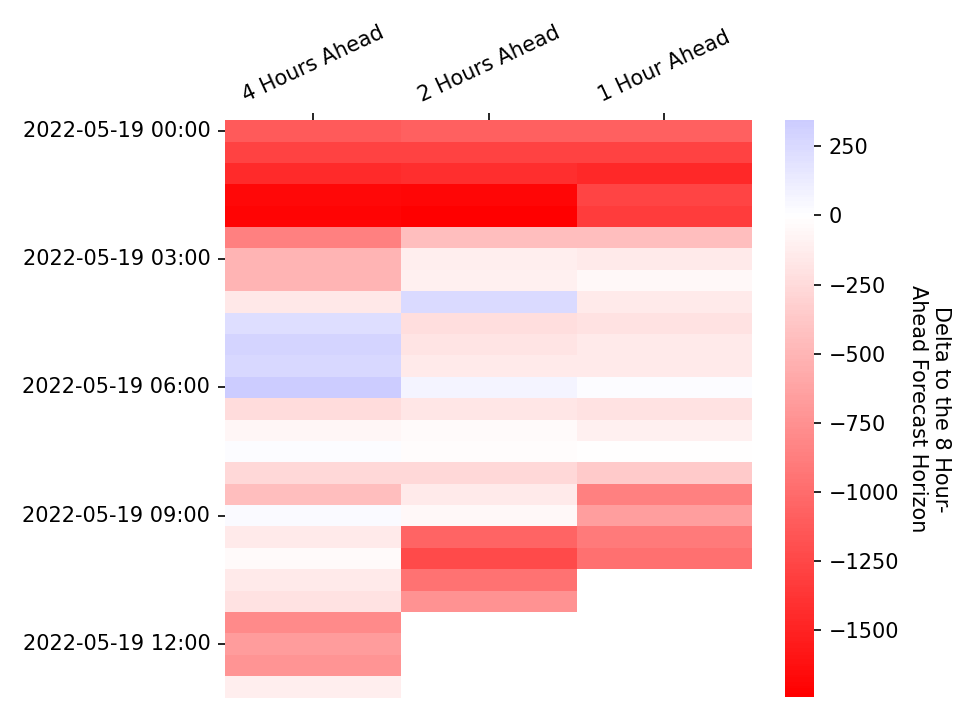 4 Hours Ahead
2 Hours Ahead
1 Hour Ahead
2022-05-19 00:00
2022-05-19 03:00
2022-05-19 06:00
2022-05-19 09:00
2022-05-19 12:00
250
0
−250
−500
−750
−1000
−1250
−1500
Delta to the 8 Hour-
Ahead Forecast Horizon